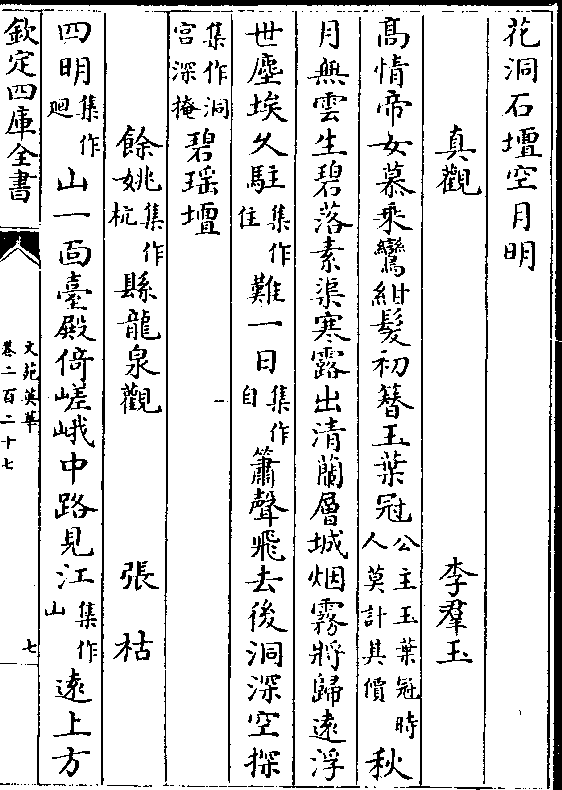 花洞石壇空月明
真觀 李羣玉
高情帝女慕乗鸞紺髮初簮玉葉冠公主玉葉冠時人莫計其價秋
月無雲生碧落素渠寒露出清蘭層城烟霧將歸逺浮
世塵埃久駐集作住難一日集作自簫聲飛去後洞深空探
集作洞宫深掩碧瑶壇
餘姚集作杭縣龍泉觀 張祜
四明集作廻山一面臺殿倚嵯峨中路見江集作山逺上方
欽定四庫全書
文苑英華
卷二百二十七
七